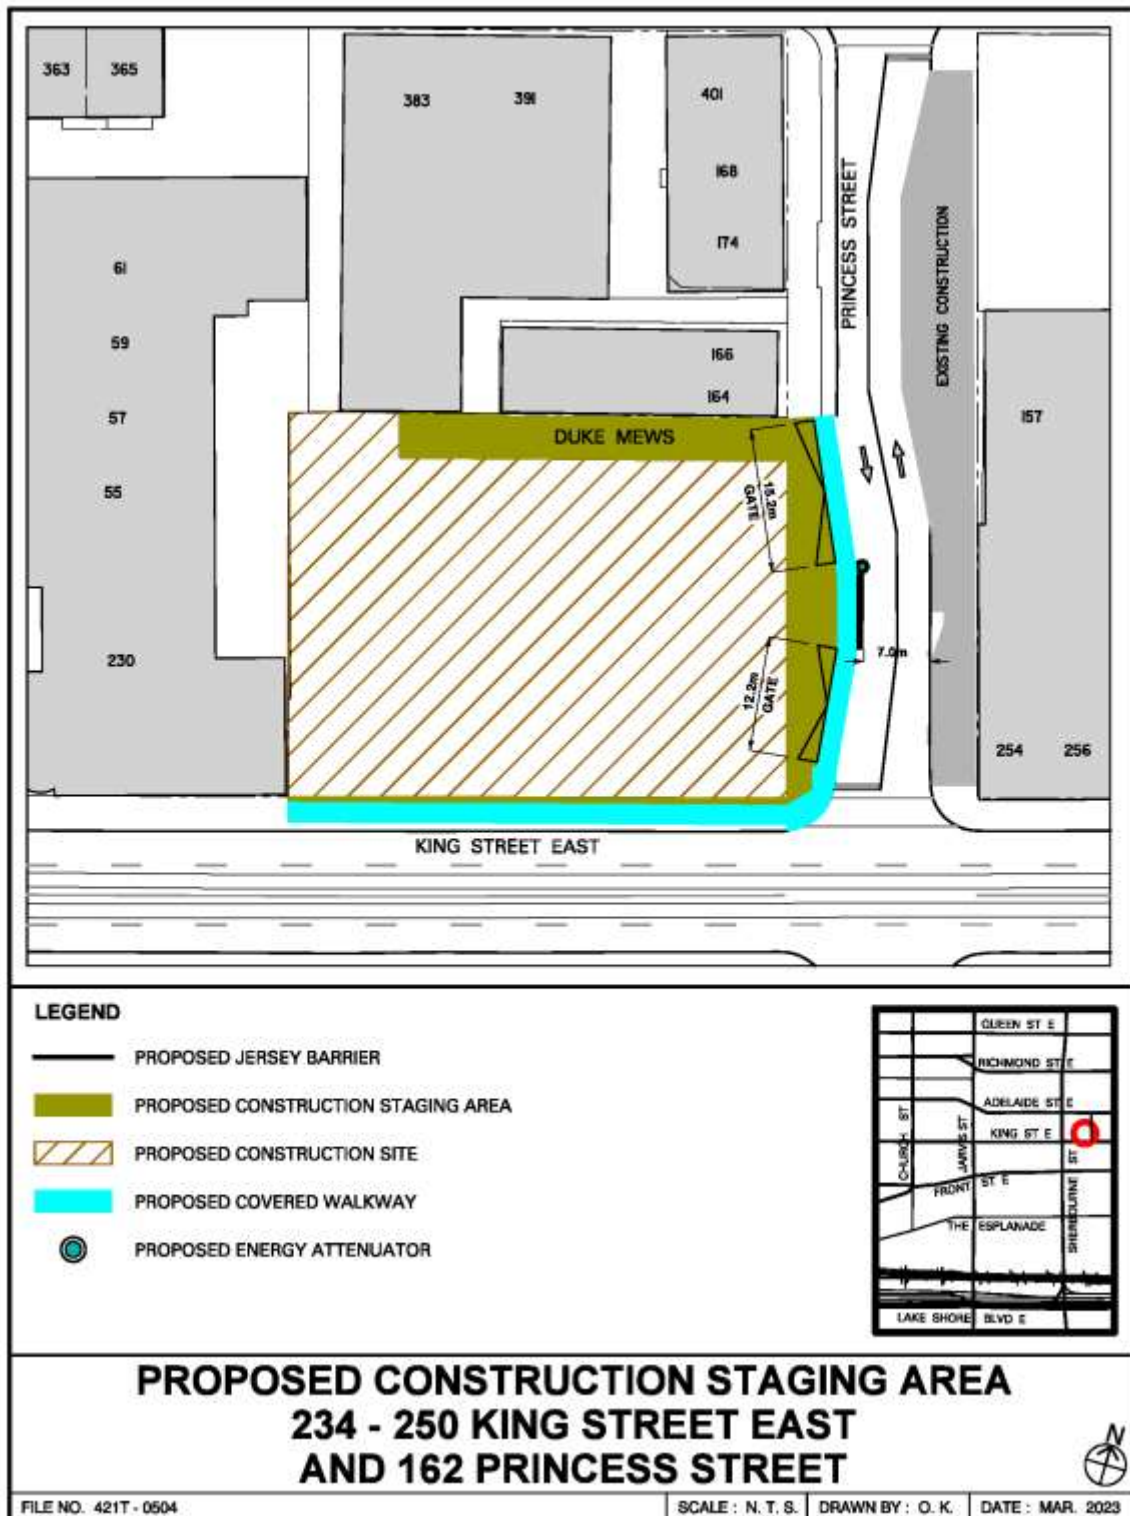 363 365
383 391
401
168
174
PRINCESS STREET
EXISTING CONSTRUCTION
61
59
57
55
230
166
164
157
DUKE MEWS
15.2m
GATE
12.2m
GATE
7.0m
254 256
KING STREET EAST
LEGEND
PROPOSED JERSEY BARRIER
PROPOSED CONSTRUCTION STAGING AREA
PROPOSED CONSTRUCTION SITE
PROPOSED COVERED WALKWAY
PROPOSED ENERGY ATTENUATOR
QUEEN ST E
RICHMOND ST E
ADELAIDE ST E
KING ST E
CHURCH ST
JARVIS ST
SHERBOURNE ST
FRONT ST E
THE ESPLANADE
LAKE SHORE BLVD E
PROPOSED CONSTRUCTION STAGING AREA
234 - 250 KING STREET EAST
AND 162 PRINCESS STREET
N
FILE NO. 421T - 0504
SCALE : N. T. S.
DRAWN BY : O. K.
DATE : MAR. 2023